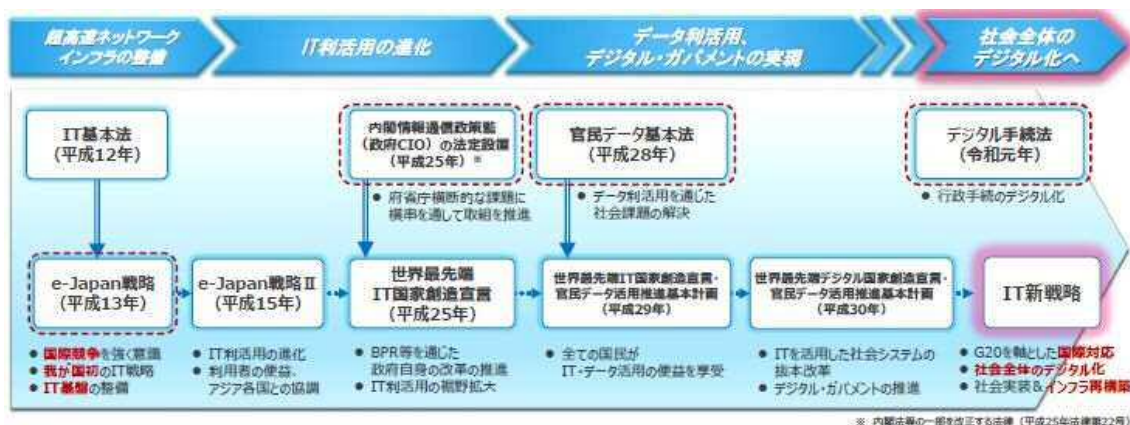 超高速ネットワーク
インフラの整備
IT利活用の進化
データ利活用、
デジタル・ガバメントの実現
社会全体の
デジタル化へ
IT基本法
(平成12年)
内閣情報通信政策監
(政府CIO)の法定設置
(平成25年)※
官民データ基本法
(平成28年)
デジタル手続法
(令和元年)
● 府省庁横断的な課題に
横串を通して取組を推進
● データ利活用を通じた
社会課題の解決
● 行政手続のデジタル化
e-Japan戦略
(平成13年)
e-Japan戦略Ⅱ
(平成15年)
世界最先端
IT国家創造宣言
(平成25年)
世界最先端IT国家創造宣言・
官民データ活用推進基本計画
(平成29年)
世界最先端デジタル国家創造宣言・
官民データ活用推進基本計画
(平成30年)
IT新戦略
● 国際競争を強く意識
● 我が国初のIT戦略
● IT基盤の整備
● IT利活用の進化
● 利用者の便益、
アジア各国との協調
● BPR等を通じた
政府自身の改革の推進
● IT利活用の裾野拡大
● 全ての国民が
IT・データ活用の便益を享受
● ITを活用した社会システムの
抜本改革
● デジタル・ガバメントの推進
● G20を軸とした国際対応
● 社会全体のデジタル化
● 社会実装&インフラ再構築
※ 内閣法等の一部を改正する法律(平成25年法律第22号)